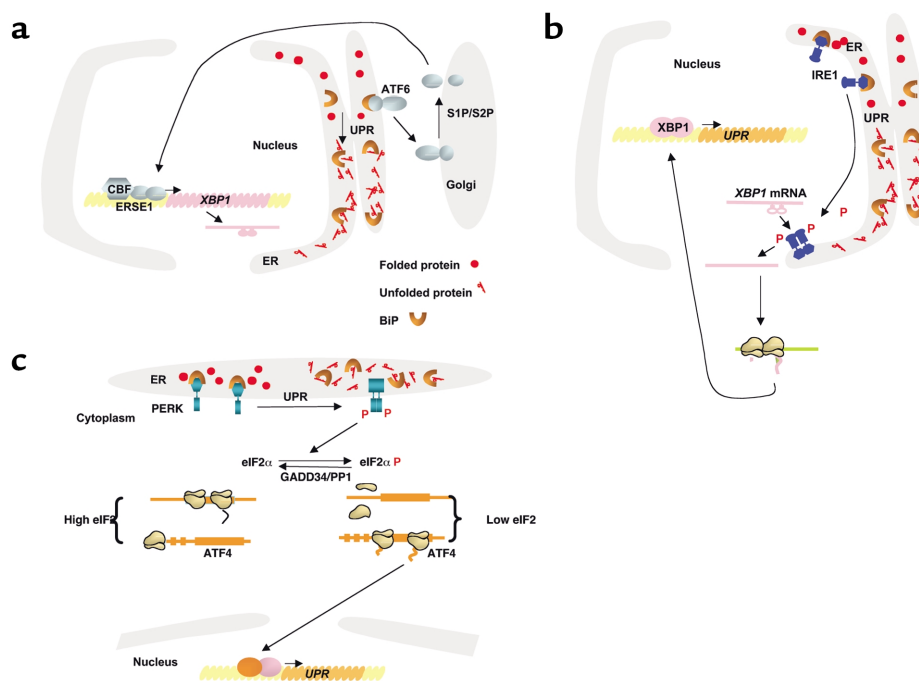 a
ATF6
S1P/S2P
UPR
Nucleus
Golgi
CBF
ERSE1
XBP1
ER
Folded protein
Unfolded protein
BiP
b
ER
IRE1
Nucleus
UPR
XBP1
UPR
XBP1 mRNA
P
P
P
c
ER
PERK
UPR
Cytoplasm
P P
eIF2α
eIF2α P
GADD34/PP1
High eIF2
Low eIF2
ATF4
ATF4
Nucleus
UPR